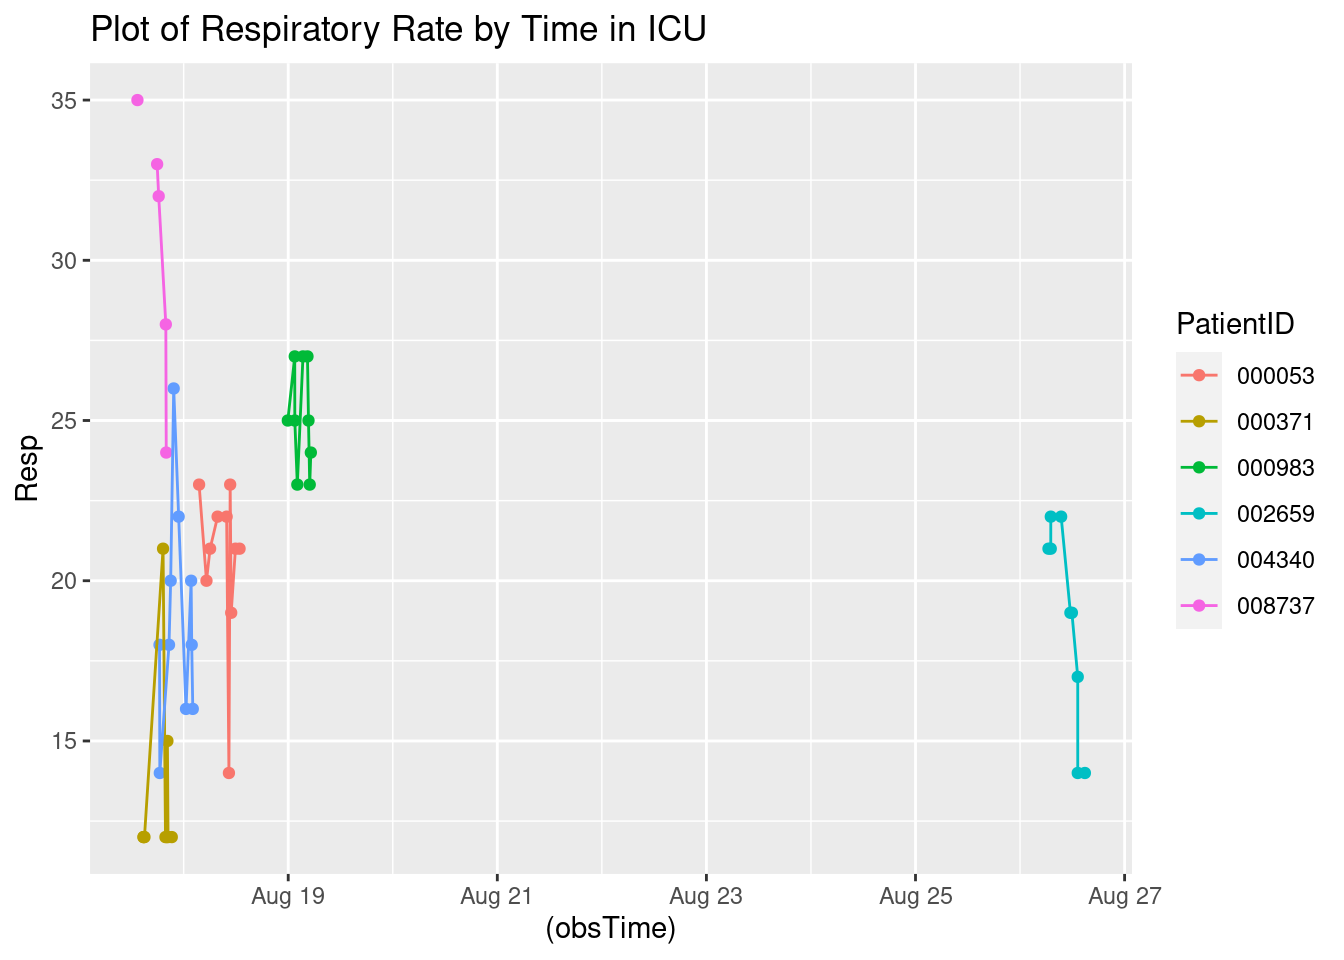 Plot of Respiratory Rate by Time in ICU
35
30
25
20
15
Resp
Aug 19
Aug 21
Aug 23
Aug 25
Aug 27
(obsTime)
PatientID
000053
000371
000983
002659
004340
008737